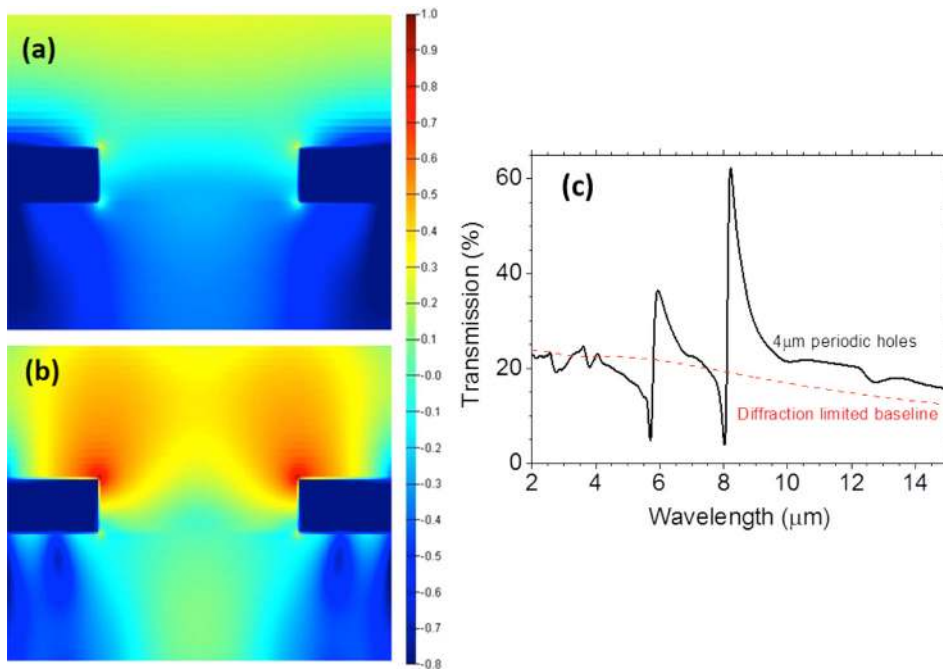 (a)
1.0
0.9
0.8
0.7
0.6
0.5
0.4
0.3
0.2
0.1
-0.0
-0.1
-0.2
-0.3
-0.4
-0.5
-0.6
-0.7
-0.8
(b)
(c)
Transmission (%)
60
40
20
0
4μm periodic holes
Diffraction limited baseline
2 4 6 8 10 12 14
Wavelength (μm)